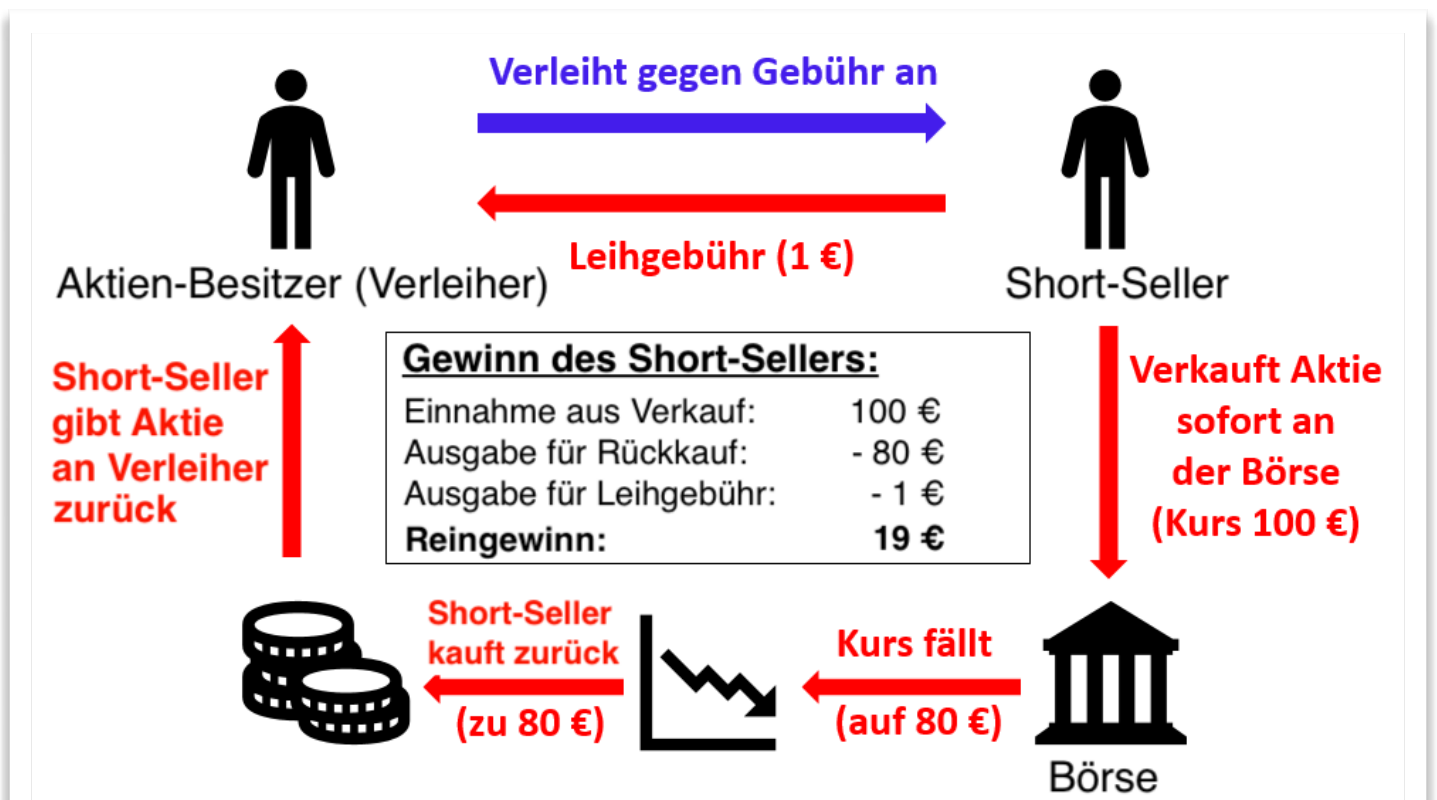 Verleiht gegen Gebühr an
Leihgebühr (1 €)
Aktien-Besitzer (Verleiher)
Short-Seller
Short-Seller
gibt Aktie
an Verleiher
zurück
Gewinn des Short-Sellers:
Einnahme aus Verkauf: 100 €
Ausgabe für Rückkauf: - 80 €
Ausgabe für Leihgebühr: - 1 €
Reingewinn: 19 €
Verkauft Aktie
sofort an
der Börse
(Kurs 100 €)
Short-Seller
kauft zurück
(zu 80 €)
Kurs fällt
(auf 80 €)
Börse